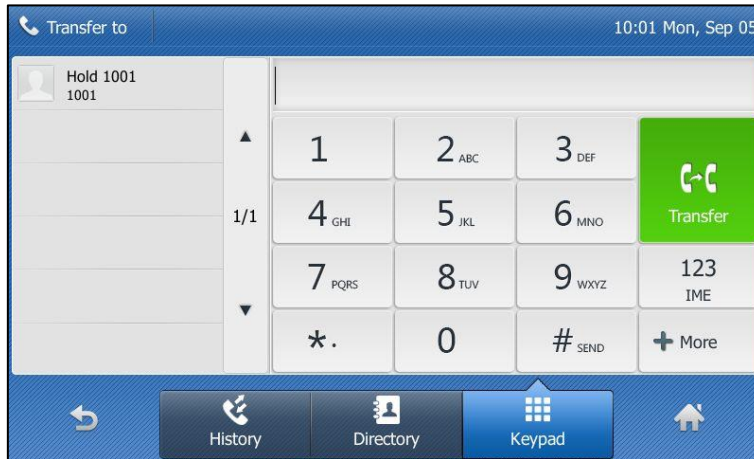 Transfer to
10:01 Mon, Sep 05
Hold 1001
1001
1/1
1
2 ABC
3 DEF
Transfer
4 GHI
5 JKL
6 MNO
7 PQRS
8 TUV
9 WXYZ
123
IME
*.
0
# SEND
+ More
History
Directory
Keypad